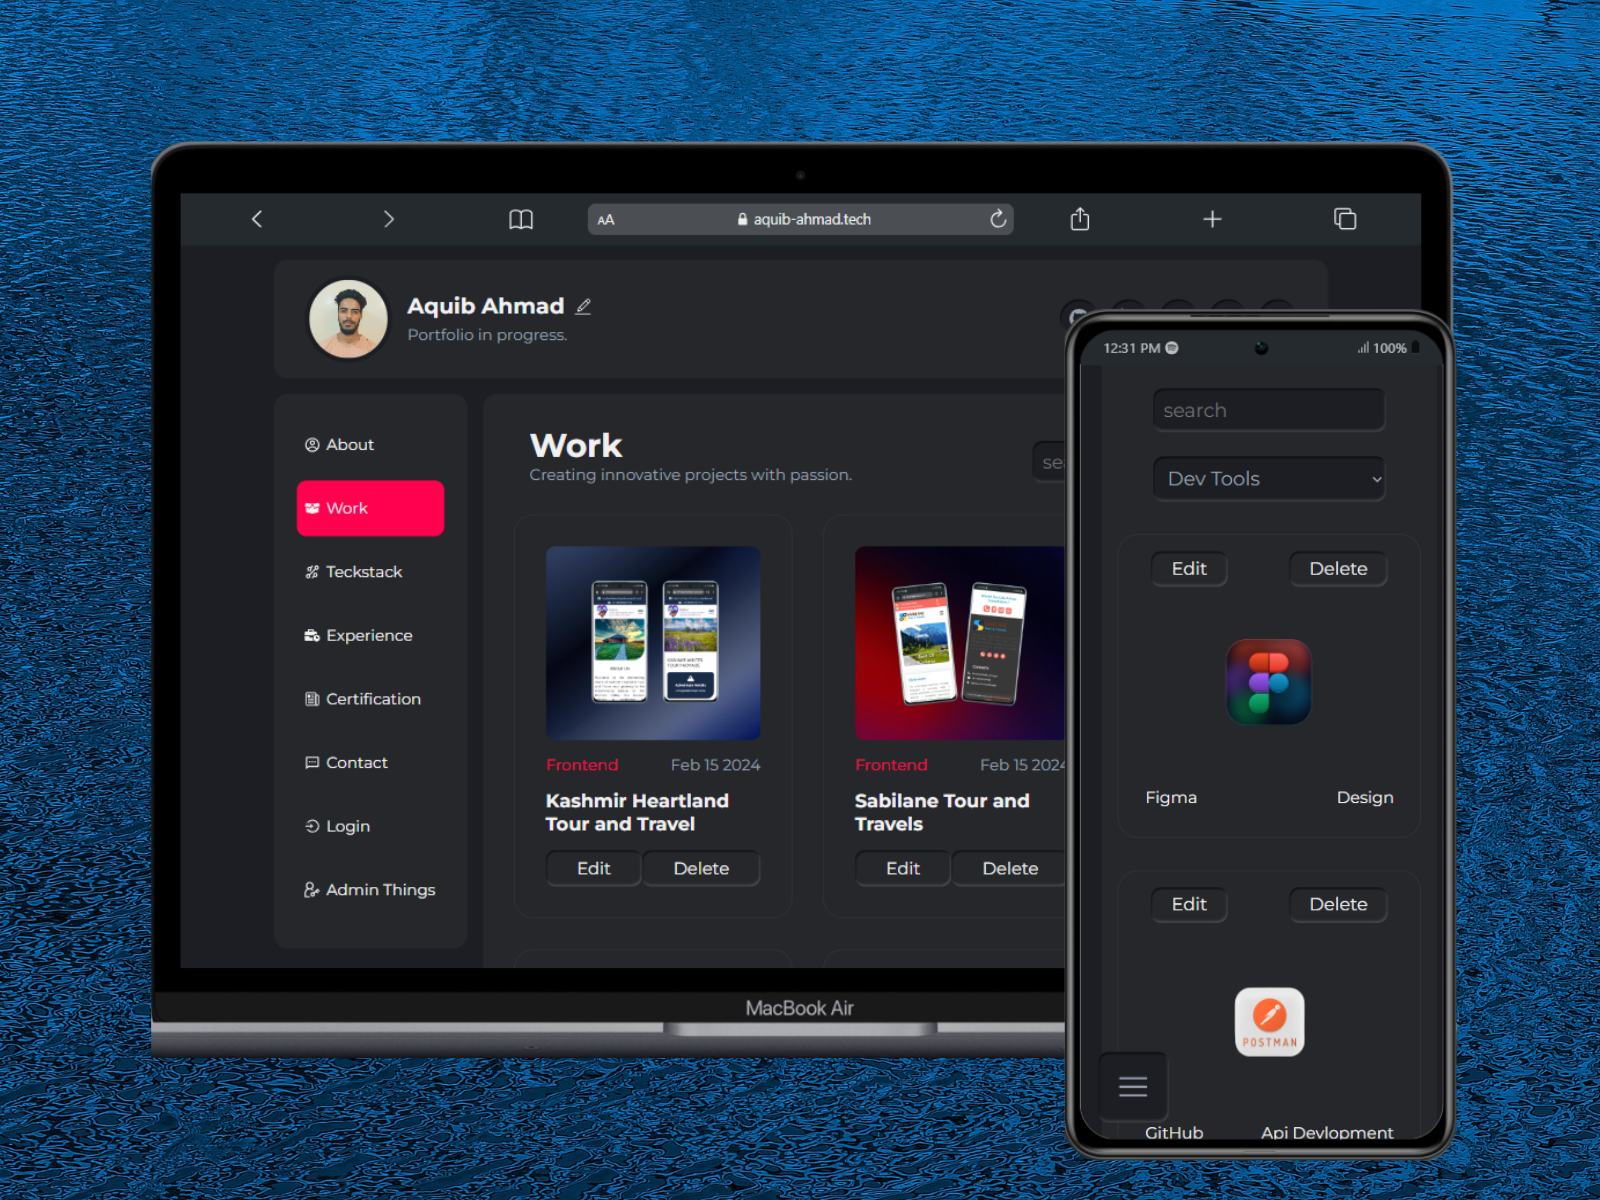 AA aquib-ahmad.tech
Aquib Ahmad
Portfolio in progress.
About
Work
Teckstack
Experience
Certification
Contact
Login
Admin Things
Work
Creating innovative projects with passion.
Frontend Feb 15 2024
Kashmir Heartland
Tour and Travel
Edit Delete
Frontend Feb 15 2024
Sabilane Tour and
Travels
Edit Delete
MacBook Air
12:31 PM 100%
search
Dev Tools
Edit Delete
Figma Design
Edit Delete
POSTMAN
GitHub Api Devlopment